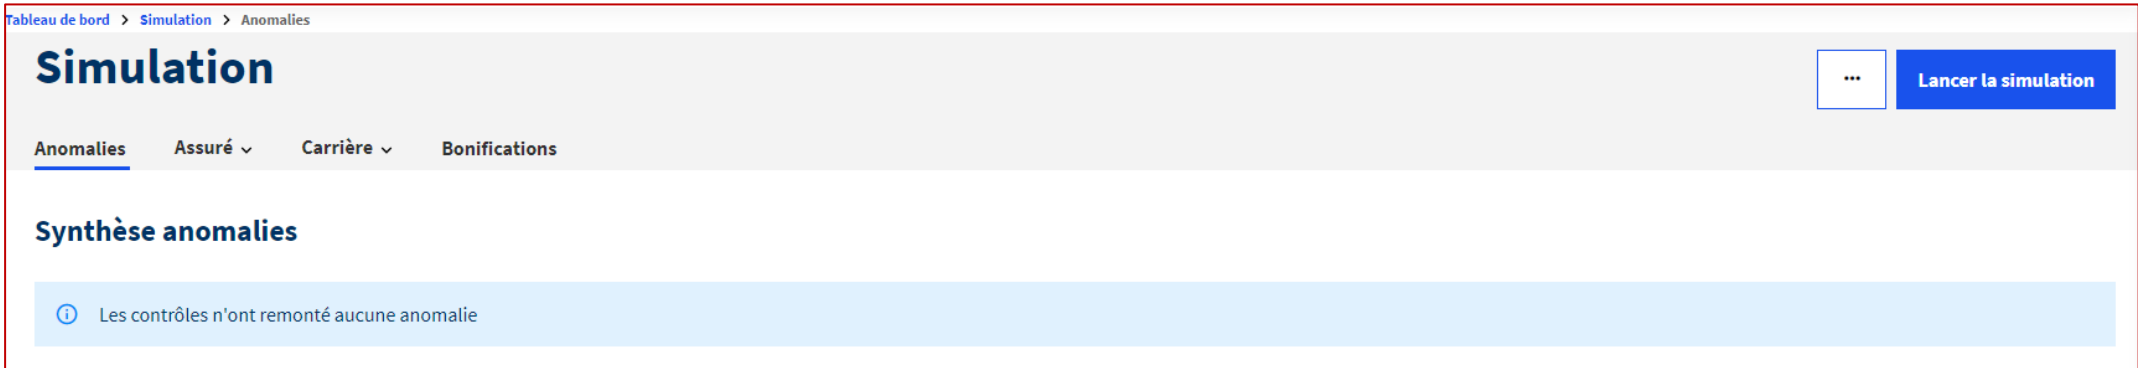 Tableau de bord > Simulation > Anomalies
Simulation
... Lancer la simulation
Anomalies Assuré Carrière Bonifications
Synthèse anomalies
Les contrôles n'ont remonté aucune anomalie